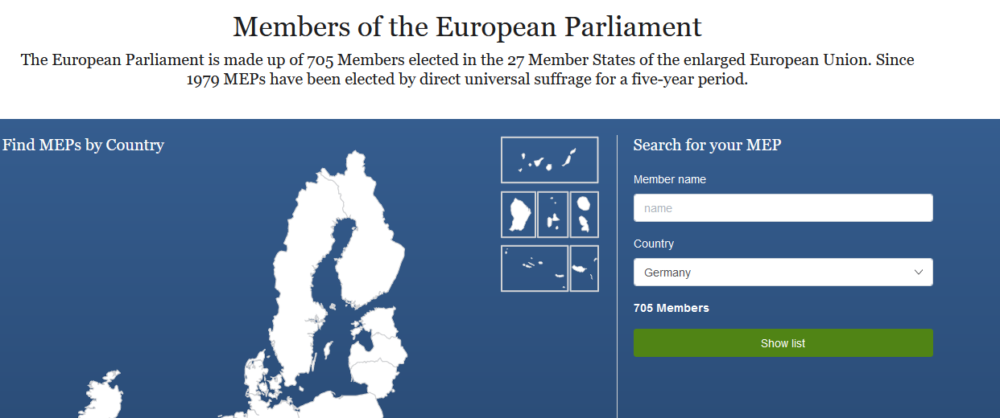 Members of the European Parliament
The European Parliament is made up of 705 Members elected in the 27 Member States of the enlarged European Union. Since
1979 MEPs have been elected by direct universal suffrage for a five-year period.
Find MEPs by Country
Search for your MEP
Member name
name
Country
Germany
705 Members
Show list